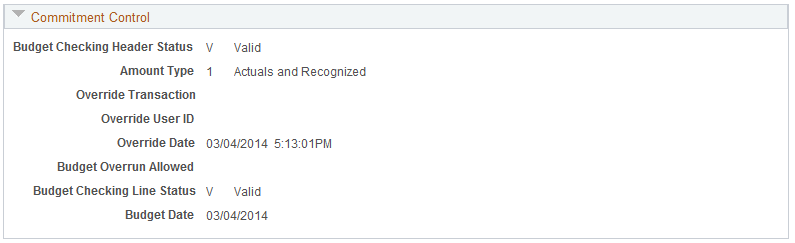 Commitment Control
Budget Checking Header Status V Valid
Amount Type 1 Actuals and Recognized
Override Transaction
Override User ID
Override Date 03/04/2014 5:13:01PM
Budget Overrun Allowed
Budget Checking Line Status V Valid
Budget Date 03/04/2014